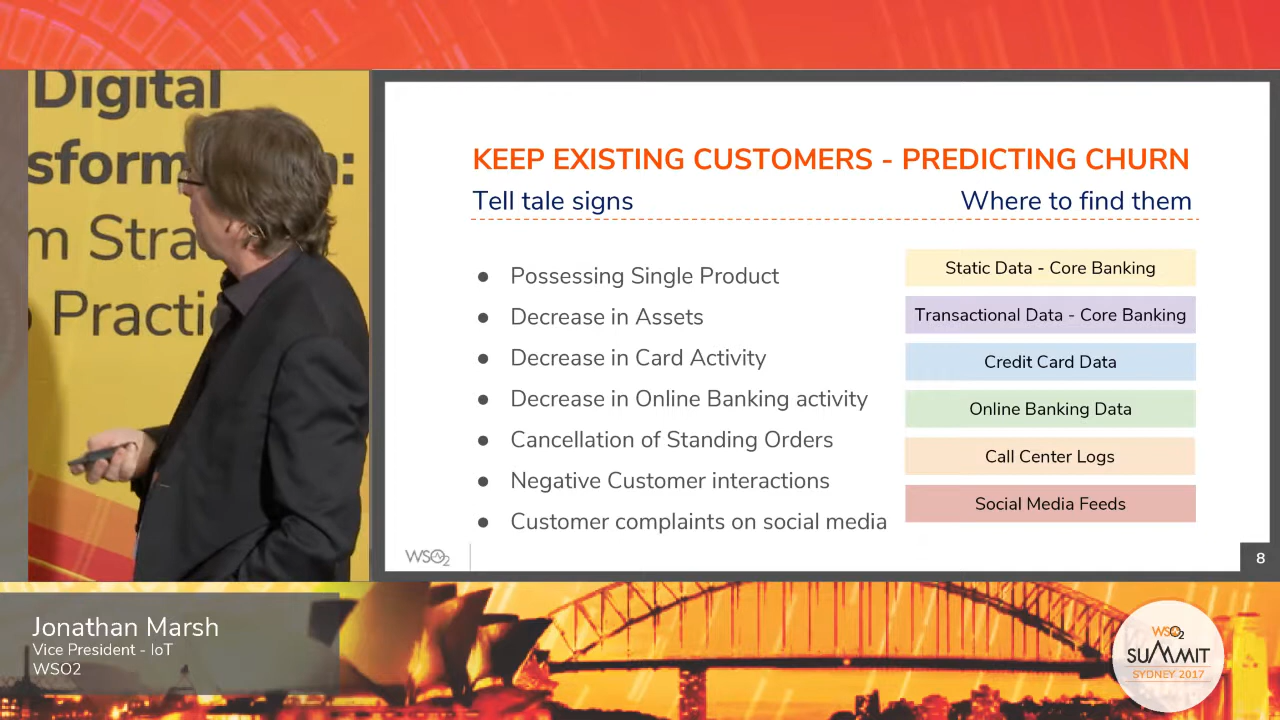 Digital
sform
:
m Stra
Practi
KEEP EXISTING CUSTOMERS - PREDICTING CHURN
Tell tale signs
Where to find them
● Possessing Single Product
● Decrease in Assets
● Decrease in Card Activity
● Decrease in Online Banking activity
● Cancellation of Standing Orders
● Negative Customer interactions
● Customer complaints on social media
Static Data - Core Banking
Transactional Data - Core Banking
Credit Card Data
Online Banking Data
Call Center Logs
Social Media Feeds
WSO2
8
Jonathan Marsh
Vice President - IoT
WSO2
WSO2
SUMMIT
SYDNEY 2017